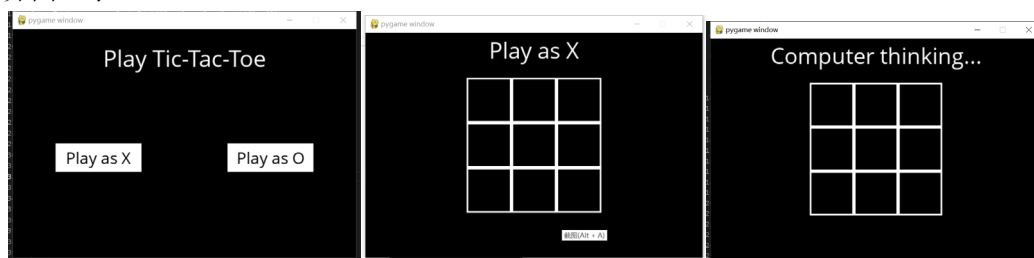 pygame window
Play Tic-Tac-Toe
Play as X
Play as O
pygame window
Play as X
截图(Alt + A)
pygame window
Computer thinking...